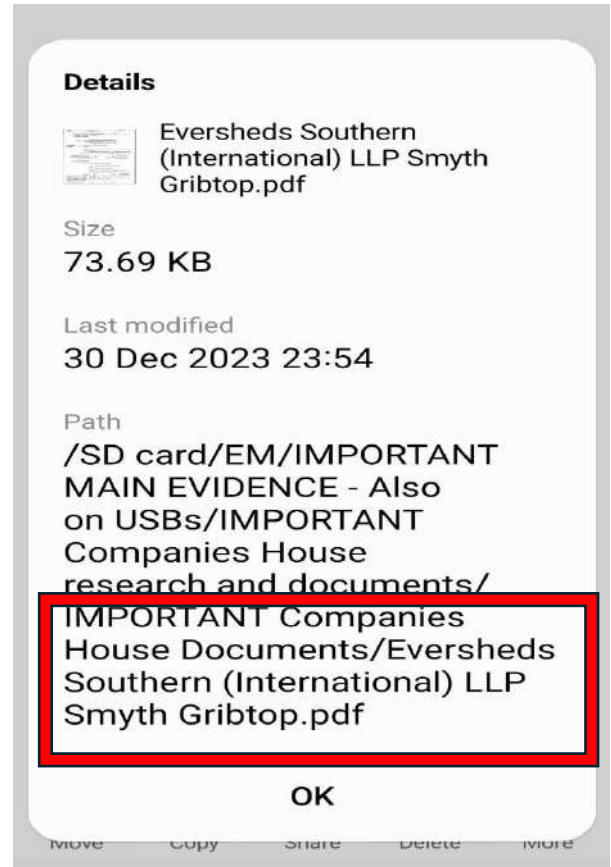 Details
Eversheds Southern
(International) LLP Smyth
Gribtop.pdf
Size
73.69 KB
Last modified
30 Dec 2023 23:54
Path
/SD card/EM/IMPORTANT
MAIN EVIDENCE - Also
on USBs/IMPORTANT
Companies House
research and documents/
IMPORTANT Companies
House Documents/Eversheds
Southern (International) LLP
Smyth Gribtop.pdf
OK
Move Copy Share Delete More